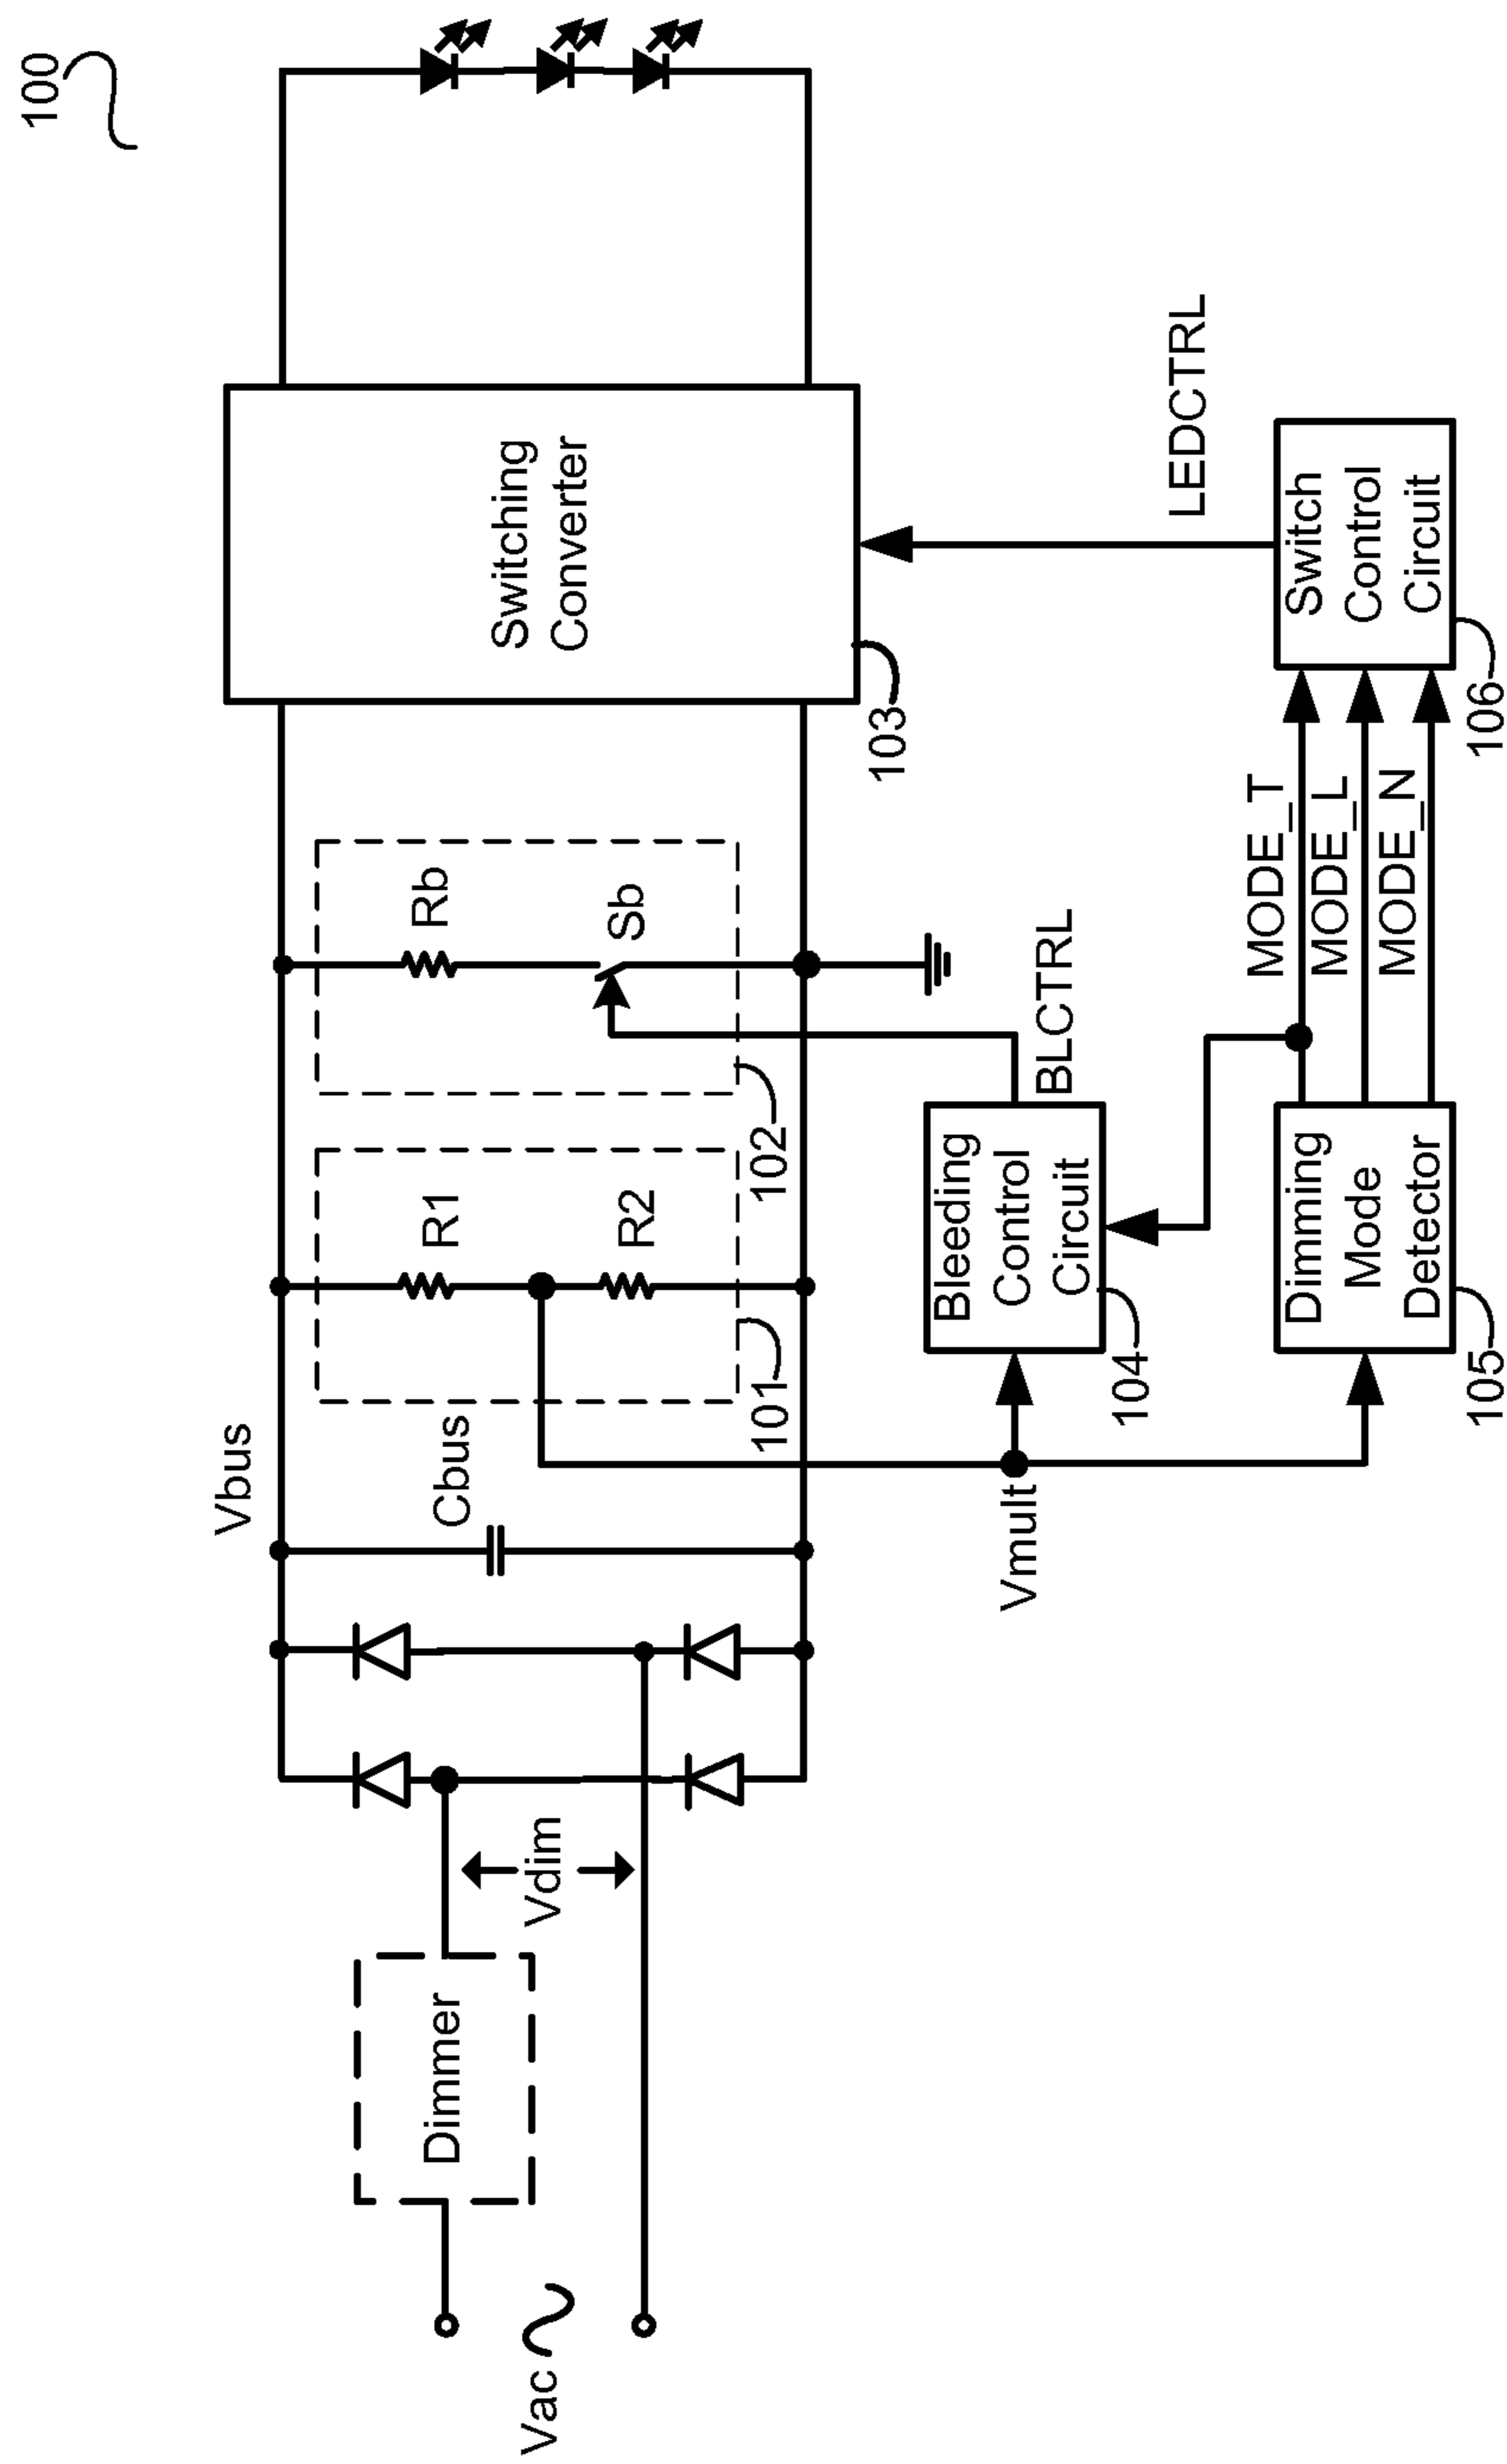 100
Vbus
Vac
Dimmer
Vdim
Cbus
R1
R2
101
Rb
Sb
102
Switching
Converter
103
Vmult
Bleeding
Control
Circuit
104
BLCTRL
LEDCTRL
Dimming
Mode
Detector
105
MODE_T
MODE_L
MODE_N
Switch
Control
Circuit
106